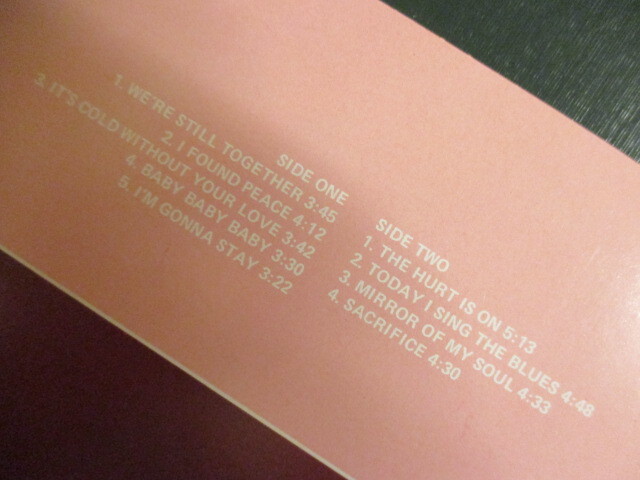 SIDE ONE
1. WE'RE STILL TOGETHER 3:45
2. I FOUND PEACE 4:12
3. IT'S COLD WITHOUT YOUR LOVE 3:42
4. BABY BABY BABY 3:30
5. I'M GONNA STAY 3:22
SIDE TWO
1. THE HURT IS ON 5:13
2. TODAY I SING THE BLUES 4:48
3. MIRROR OF MY SOUL 4:33
4. SACRIFICE 4:30